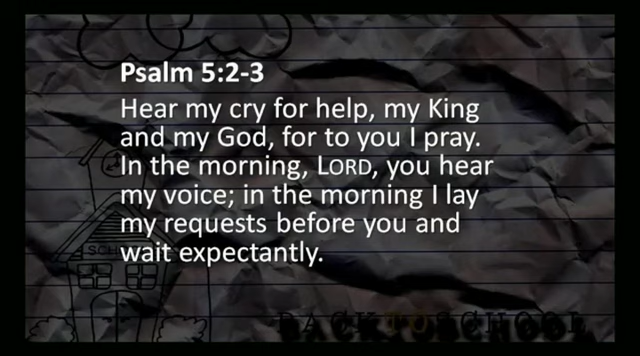 Psalm 5:2-3
Hear my cry for help, my King
and my God, for to you I pray.
In the morning, LORD, you hear
my voice; in the morning I lay
my requests before you and
wait expectantly.
SCH
BACK TO SCHOOL